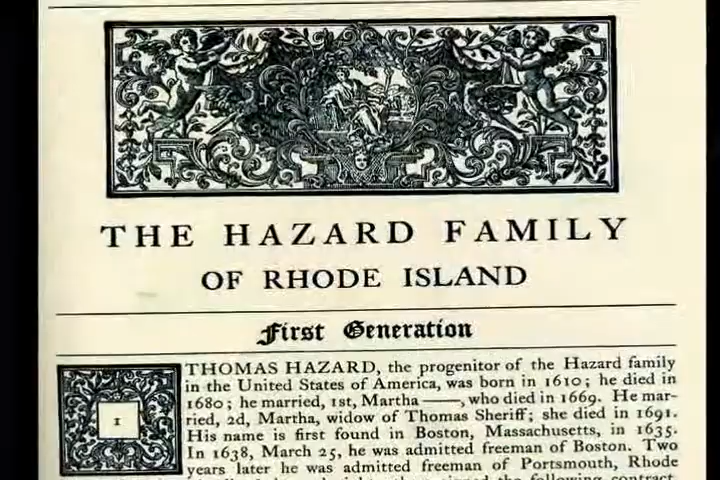 THE HAZARD FAMILY
OF RHODE ISLAND
First Generation
1
THOMAS HAZARD, the progenitor of the Hazard family
in the United States of America, was born in 1610; he died in
1680; he married, 1st, Martha ——, who died in 1669. He mar-
ried, 2d, Martha, widow of Thomas Sheriff; she died in 1691.
His name is first found in Boston, Massachusetts, in 1635.
In 1638, March 25, he was admitted freeman of Boston. Two
years later he was admitted freeman of Portsmouth, Rhode
the following contract